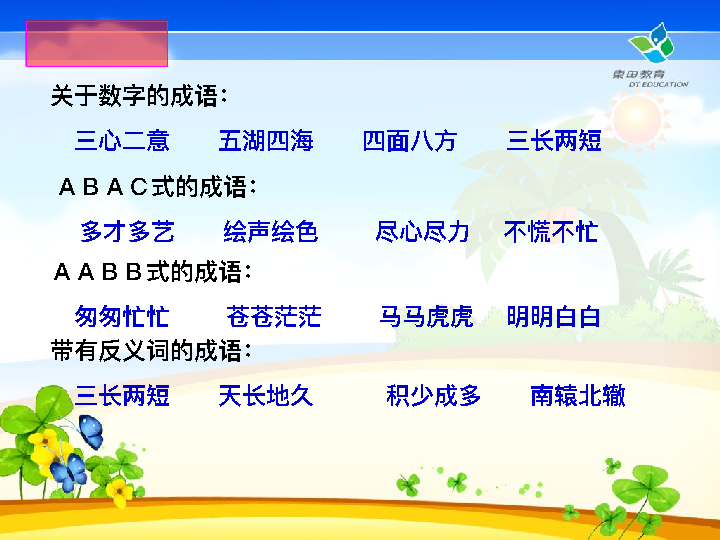 東田教育
DT EDUCATION
关于数字的成语：
三心二意 五湖四海 四面八方 三长两短
ＡＢＡＣ式的成语：
多才多艺 绘声绘色 尽心尽力 不慌不忙
ＡＡＢＢ式的成语：
匆匆忙忙 苍苍茫茫 马马虎虎 明明白白
带有反义词的成语：
三长两短 天长地久 积少成多 南辕北辙